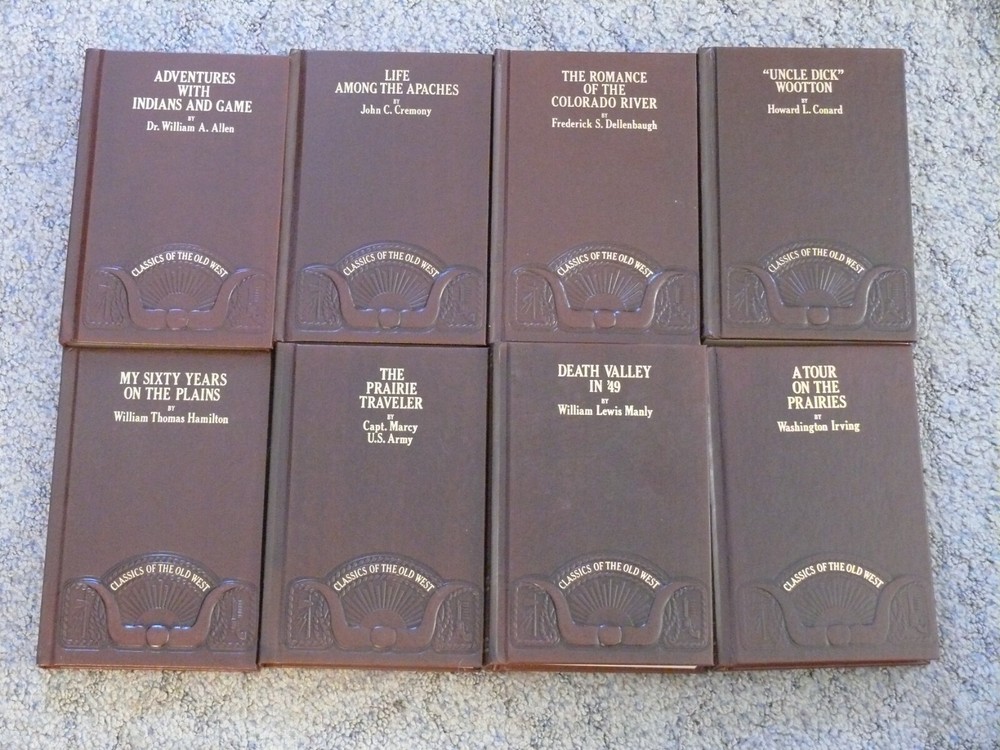 ADVENTURES
WITH
INDIANS AND GAME
BY
Dr. William A. Allen
CLASSICS OF THE OLD WEST
LIFE
AMONG THE APACHES
BY
John C. Cremony
CLASSICS OF THE OLD WEST
THE ROMANCE
OF THE
COLORADO RIVER
BY
Frederick S. Dellenbaugh
CLASSICS OF THE OLD WEST
"UNCLE DICK"
WOOTTON
BY
Howard L. Conard
CLASSICS OF THE OLD WEST
MY SIXTY YEARS
ON THE PLAINS
BY
William Thomas Hamilton
CLASSICS OF THE OLD WEST
THE
PRAIRIE
TRAVELER
BY
Capt. Marcy
U.S. Army
CLASSICS OF THE OLD WEST
DEATH VALLEY
IN '49
BY
William Lewis Manly
CLASSICS OF THE OLD WEST
A TOUR
ON THE
PRAIRIES
BY
Washington Irving
CLASSICS OF THE OLD WEST